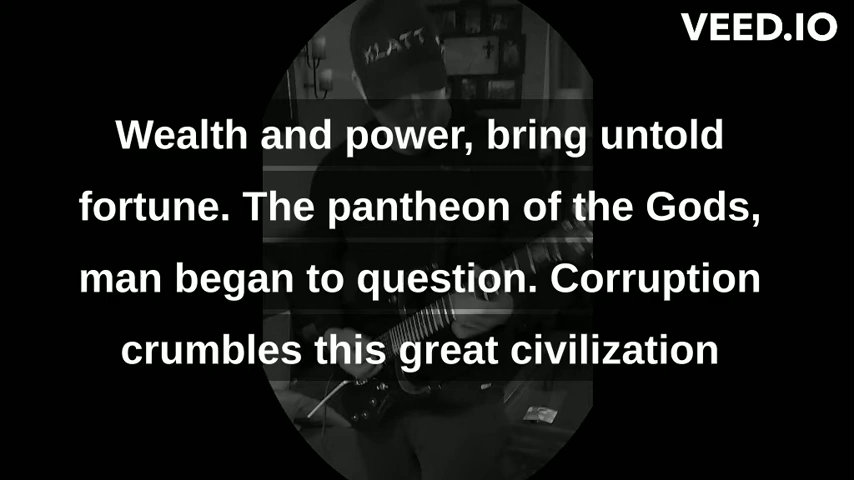 VEED.IO
KLATT
Wealth and power, bring untold
fortune. The pantheon of the Gods,
man began to question. Corruption
crumbles this great civilization